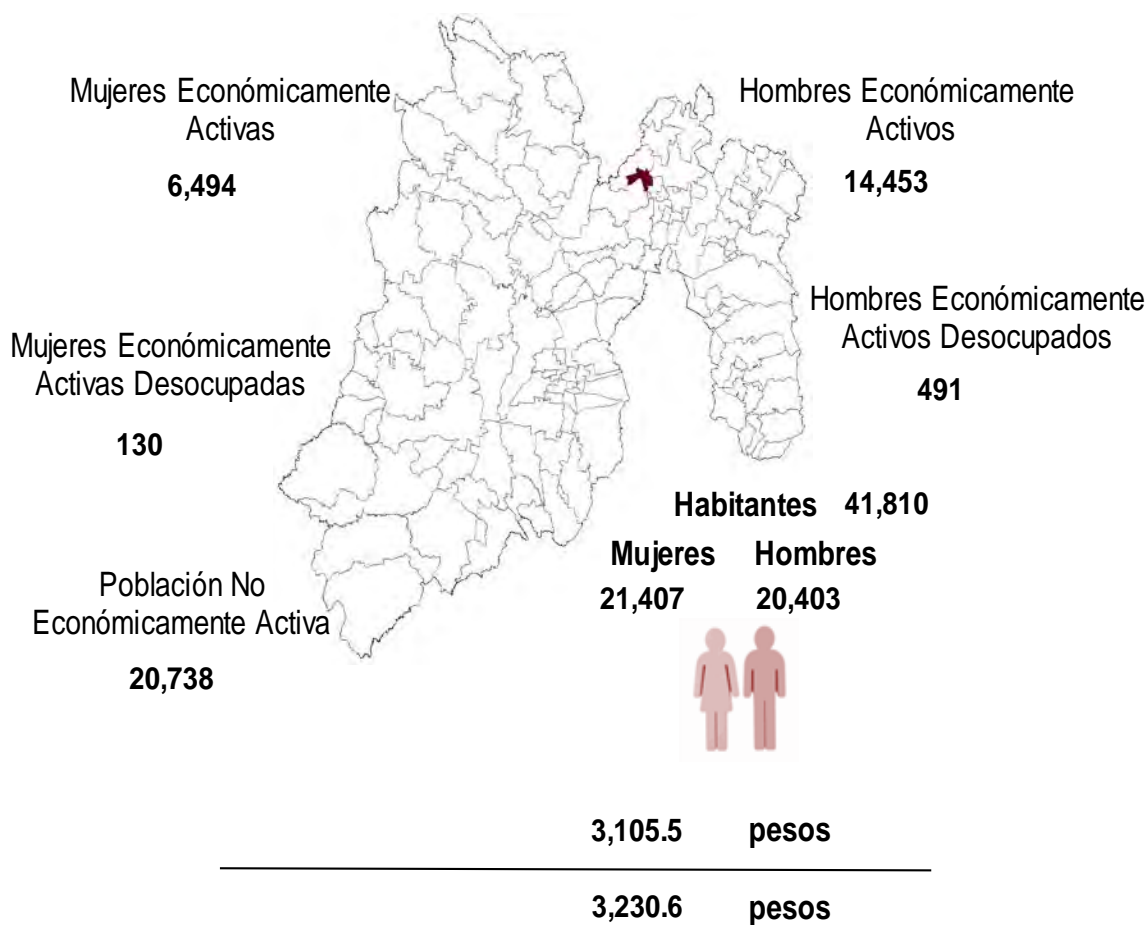 Mujeres Económicamente
Activas
6,494
Hombres Económicamente
Activos
14,453
Mujeres Económicamente
Activas Desocupadas
130
Hombres Económicamente
Activos Desocupados
491
Habitantes 41,810
Mujeres Hombres
21,407 20,403
Población No
Económicamente Activa
20,738
3,105.5 pesos
3,230.6 pesos